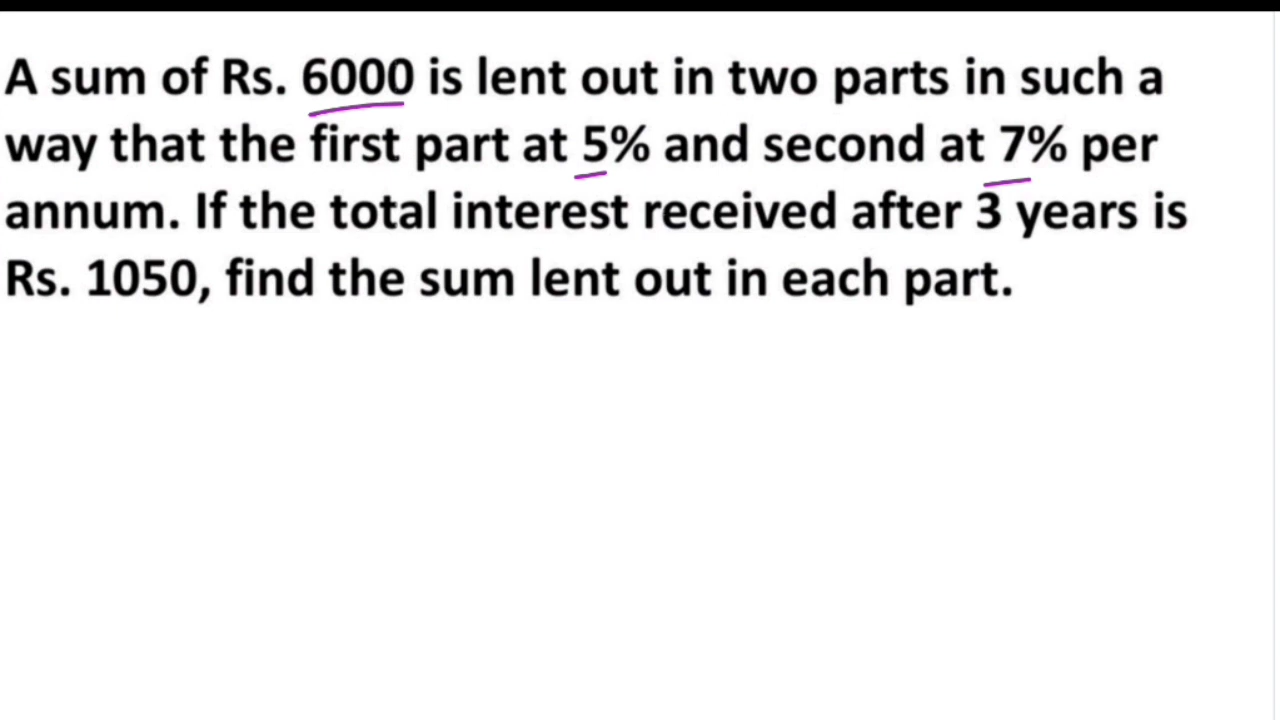 A sum of Rs. 6000 is lent out in two parts in such a
way that the first part at 5% and second at 7% per
annum. If the total interest received after 3 years is
Rs. 1050, find the sum lent out in each part.